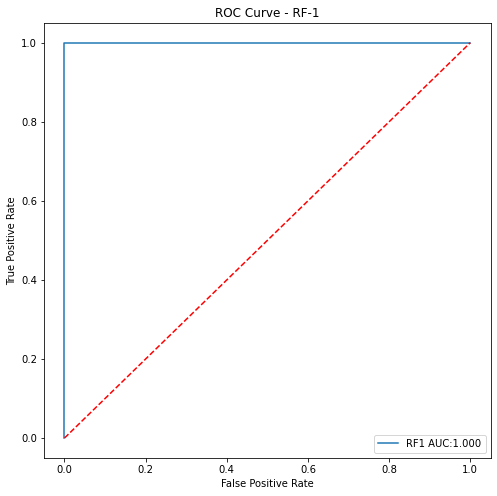 ROC Curve - RF-1
True Positive Rate
1.0
0.8
0.6
0.4
0.2
0.0
0.0 0.2 0.4 0.6 0.8 1.0
False Positive Rate
RF1 AUC:1.000